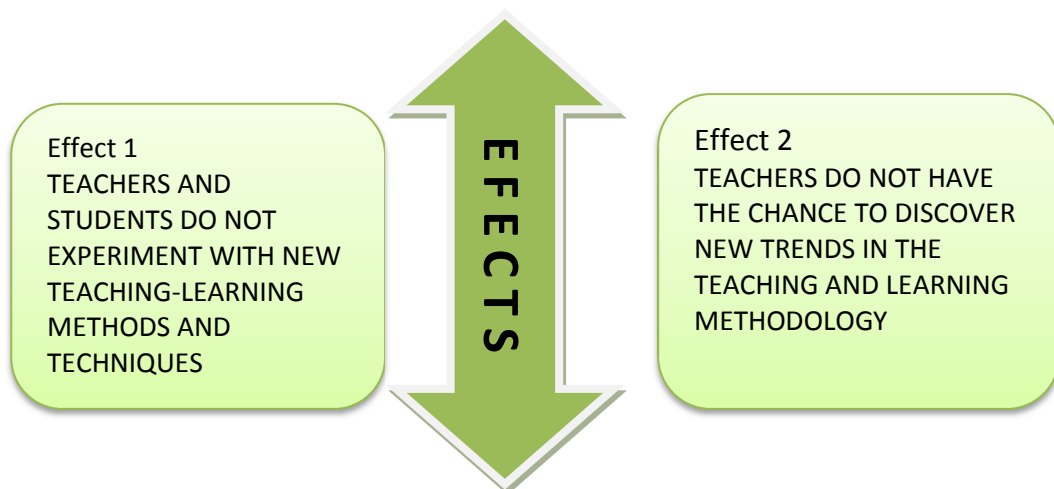 Effect 1
TEACHERS AND
STUDENTS DO NOT
EXPERIMENT WITH NEW
TEACHING-LEARNING
METHODS AND
TECHNIQUES
EFFECTS
Effect 2
TEACHERS DO NOT HAVE
THE CHANCE TO DISCOVER
NEW TRENDS IN THE
TEACHING AND LEARNING
METHODOLOGY